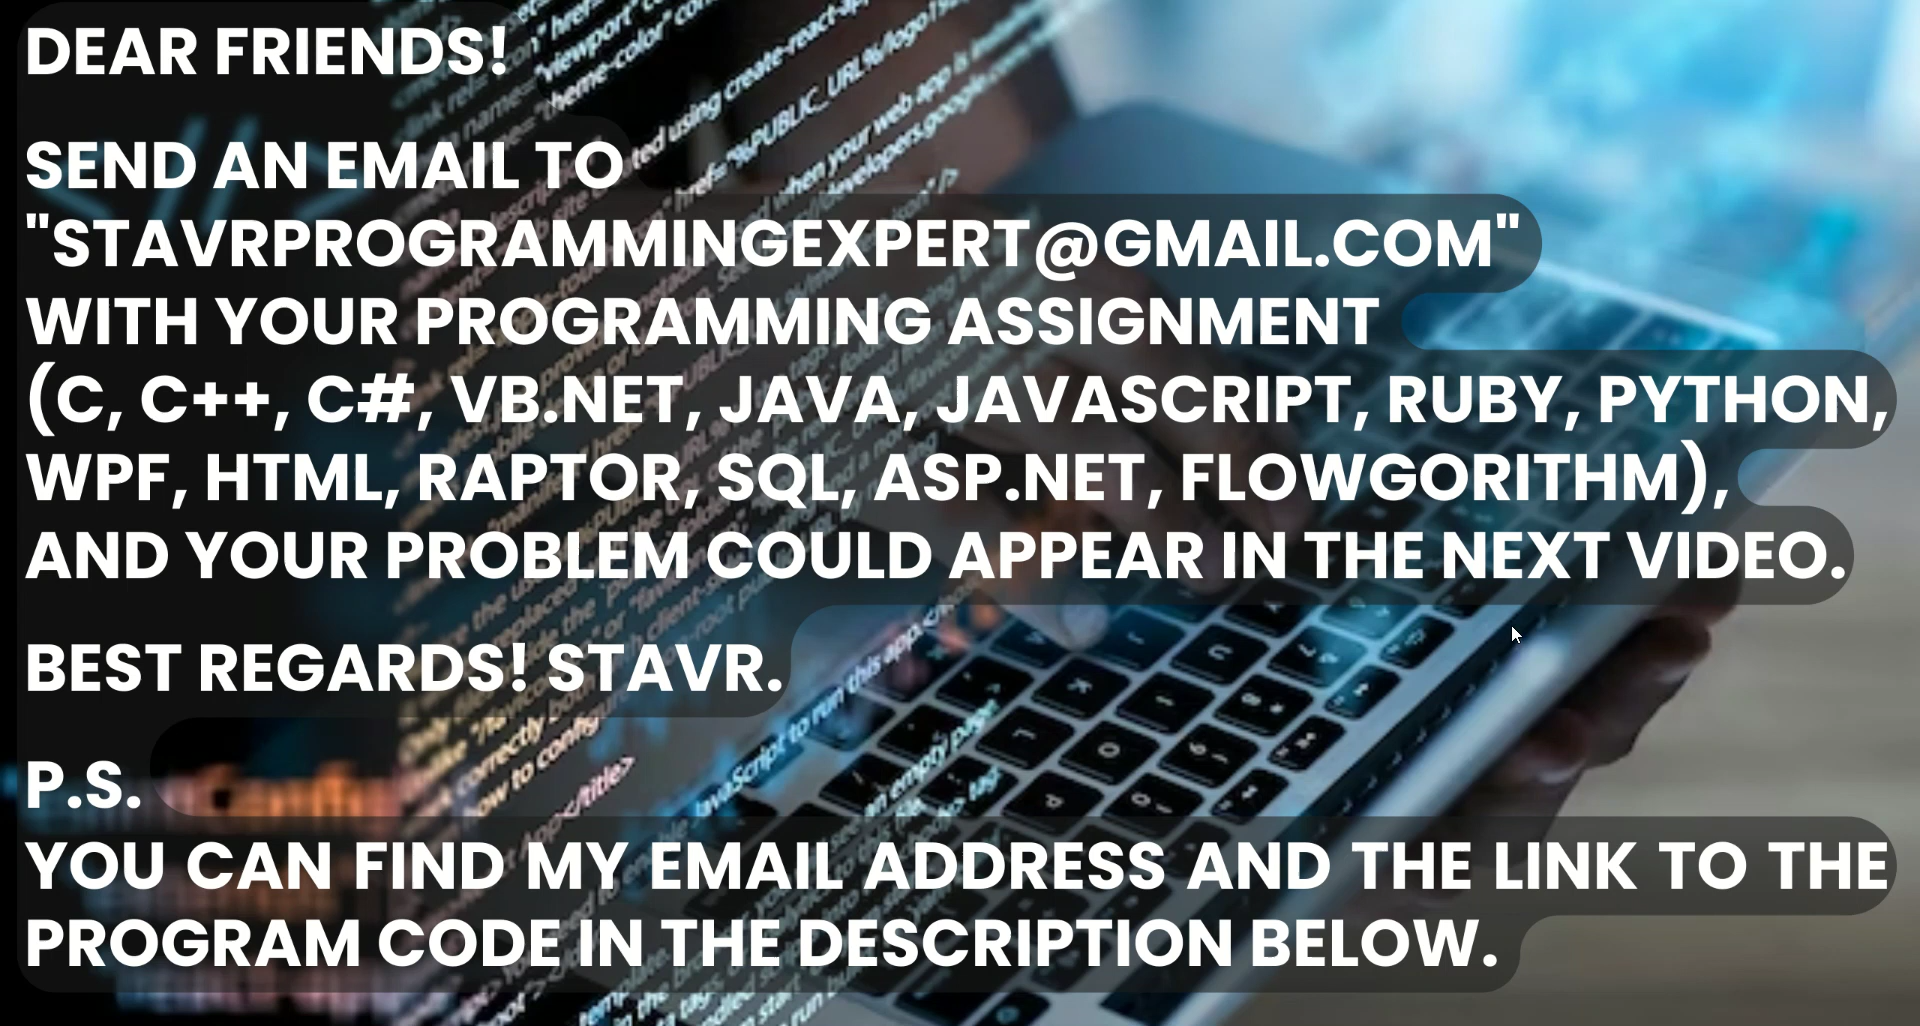 DEAR FRIENDS!
SEND AN EMAIL TO
"STAVRPROGRAMMINGEXPERT@GMAIL.COM"
WITH YOUR PROGRAMMING ASSIGNMENT
(C, C++, C#, VB.NET, JAVA, JAVASCRIPT, RUBY, PYTHON,
WPF, HTML, RAPTOR, SQL, ASP.NET, FLOWGORITHM),
AND YOUR PROBLEM COULD APPEAR IN THE NEXT VIDEO.
BEST REGARDS! STAVR.
P.S.
YOU CAN FIND MY EMAIL ADDRESS AND THE LINK TO THE
PROGRAM CODE IN THE DESCRIPTION BELOW.